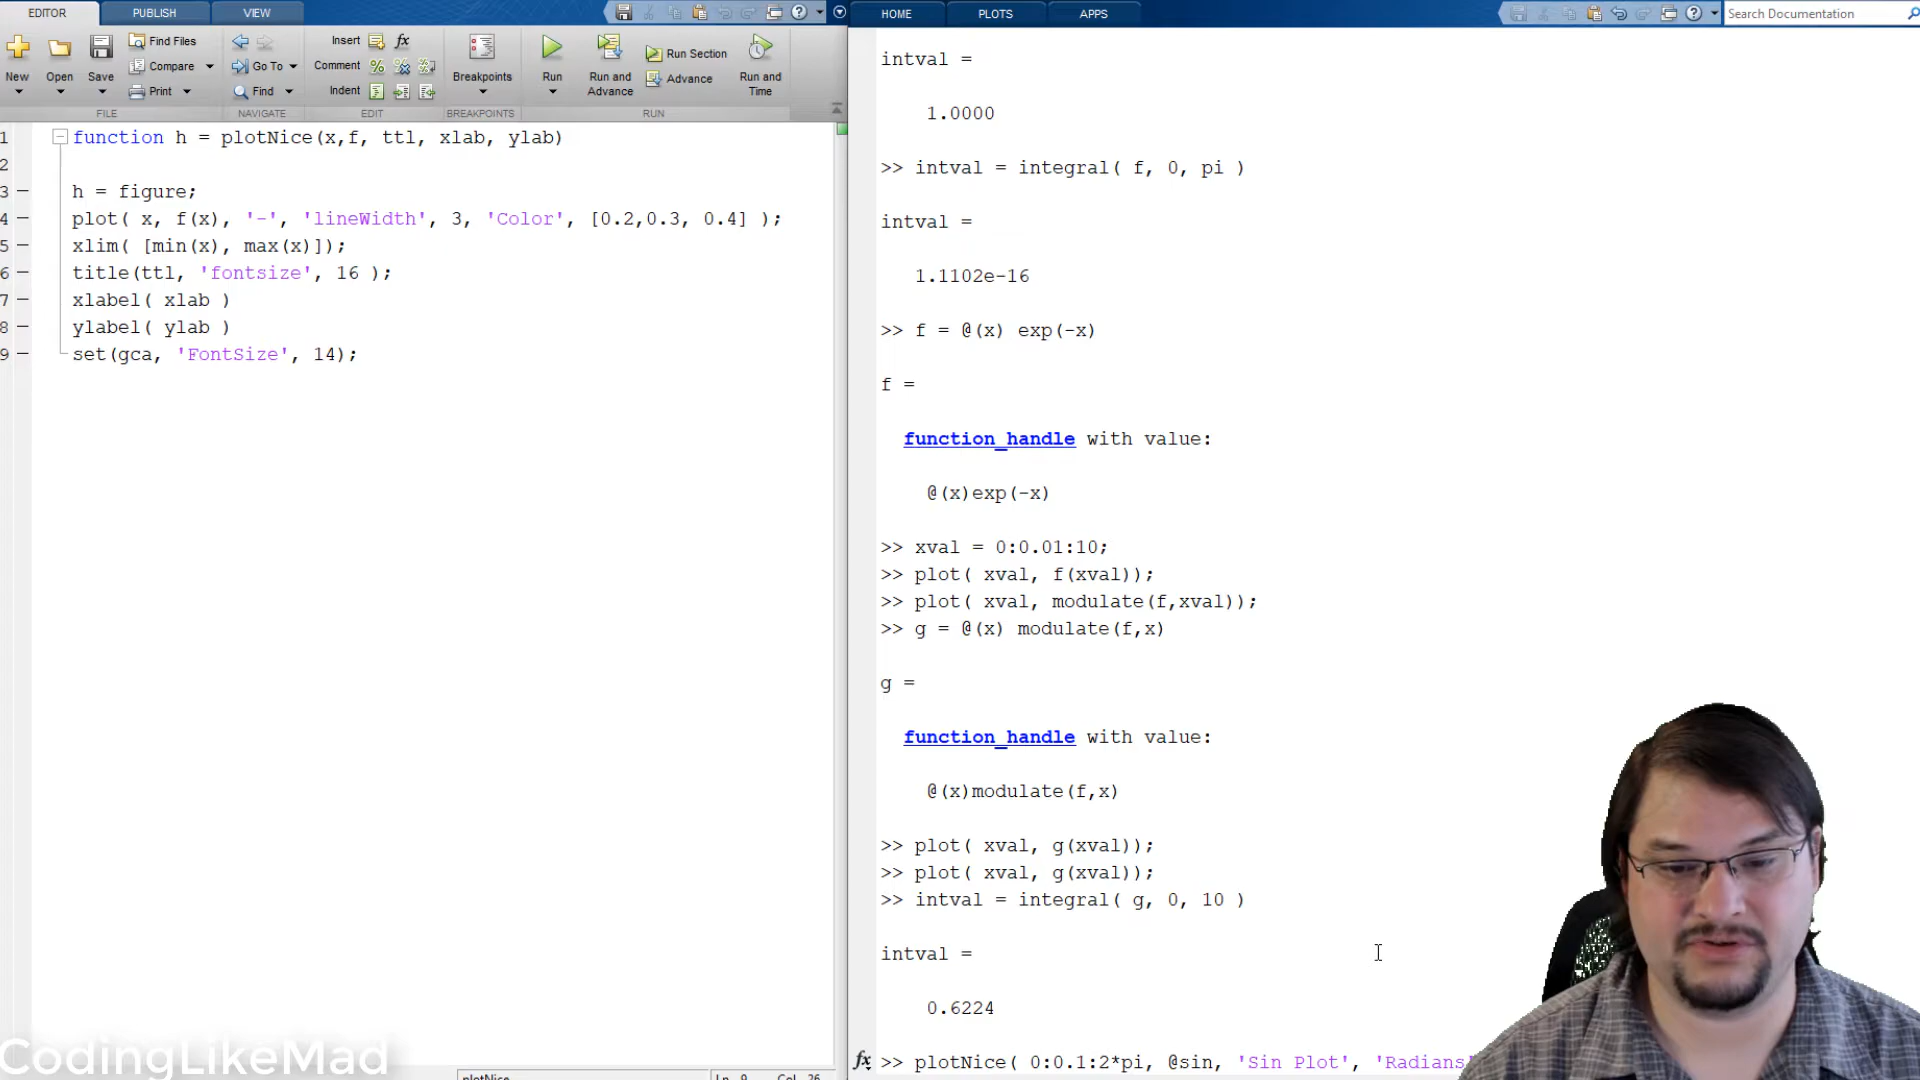 EDITOR PUBLISH VIEW
New Open Save Find Files Compare Print
Go To Find
Insert fx
Comment
Indent
Breakpoints
Run
Run and Advance
Run Section
Advance
Run and Time
FILE NAVIGATE EDIT BREAKPOINTS RUN
1 function h = plotNice(x,f, ttl, xlab, ylab)
2
3 — h = figure;
4 — plot( x, f(x), '-', 'lineWidth', 3, 'Color', [0.2,0.3, 0.4] );
5 — xlim( [min(x), max(x)]);
6 — title(ttl, 'fontsize', 16 );
7 — xlabel( xlab )
8 — ylabel( ylab )
9 — set(gca, 'FontSize', 14);
CodingLikeMad
plotNice Ln 9 Col 26
HOME PLOTS APPS
Search Documentation
intval =
1.0000
>> intval = integral( f, 0, pi )
intval =
1.1102e-16
>> f = @(x) exp(-x)
f =
function_handle with value:
@(x)exp(-x)
>> xval = 0:0.01:10;
>> plot( xval, f(xval));
>> plot( xval, modulate(f,xval));
>> g = @(x) modulate(f,x)
g =
function_handle with value:
@(x)modulate(f,x)
>> plot( xval, g(xval));
>> plot( xval, g(xval));
>> intval = integral( g, 0, 10 )
intval =
0.6224
fx >> plotNice( 0:0.1:2*pi, @sin, 'Sin Plot', 'Radians'